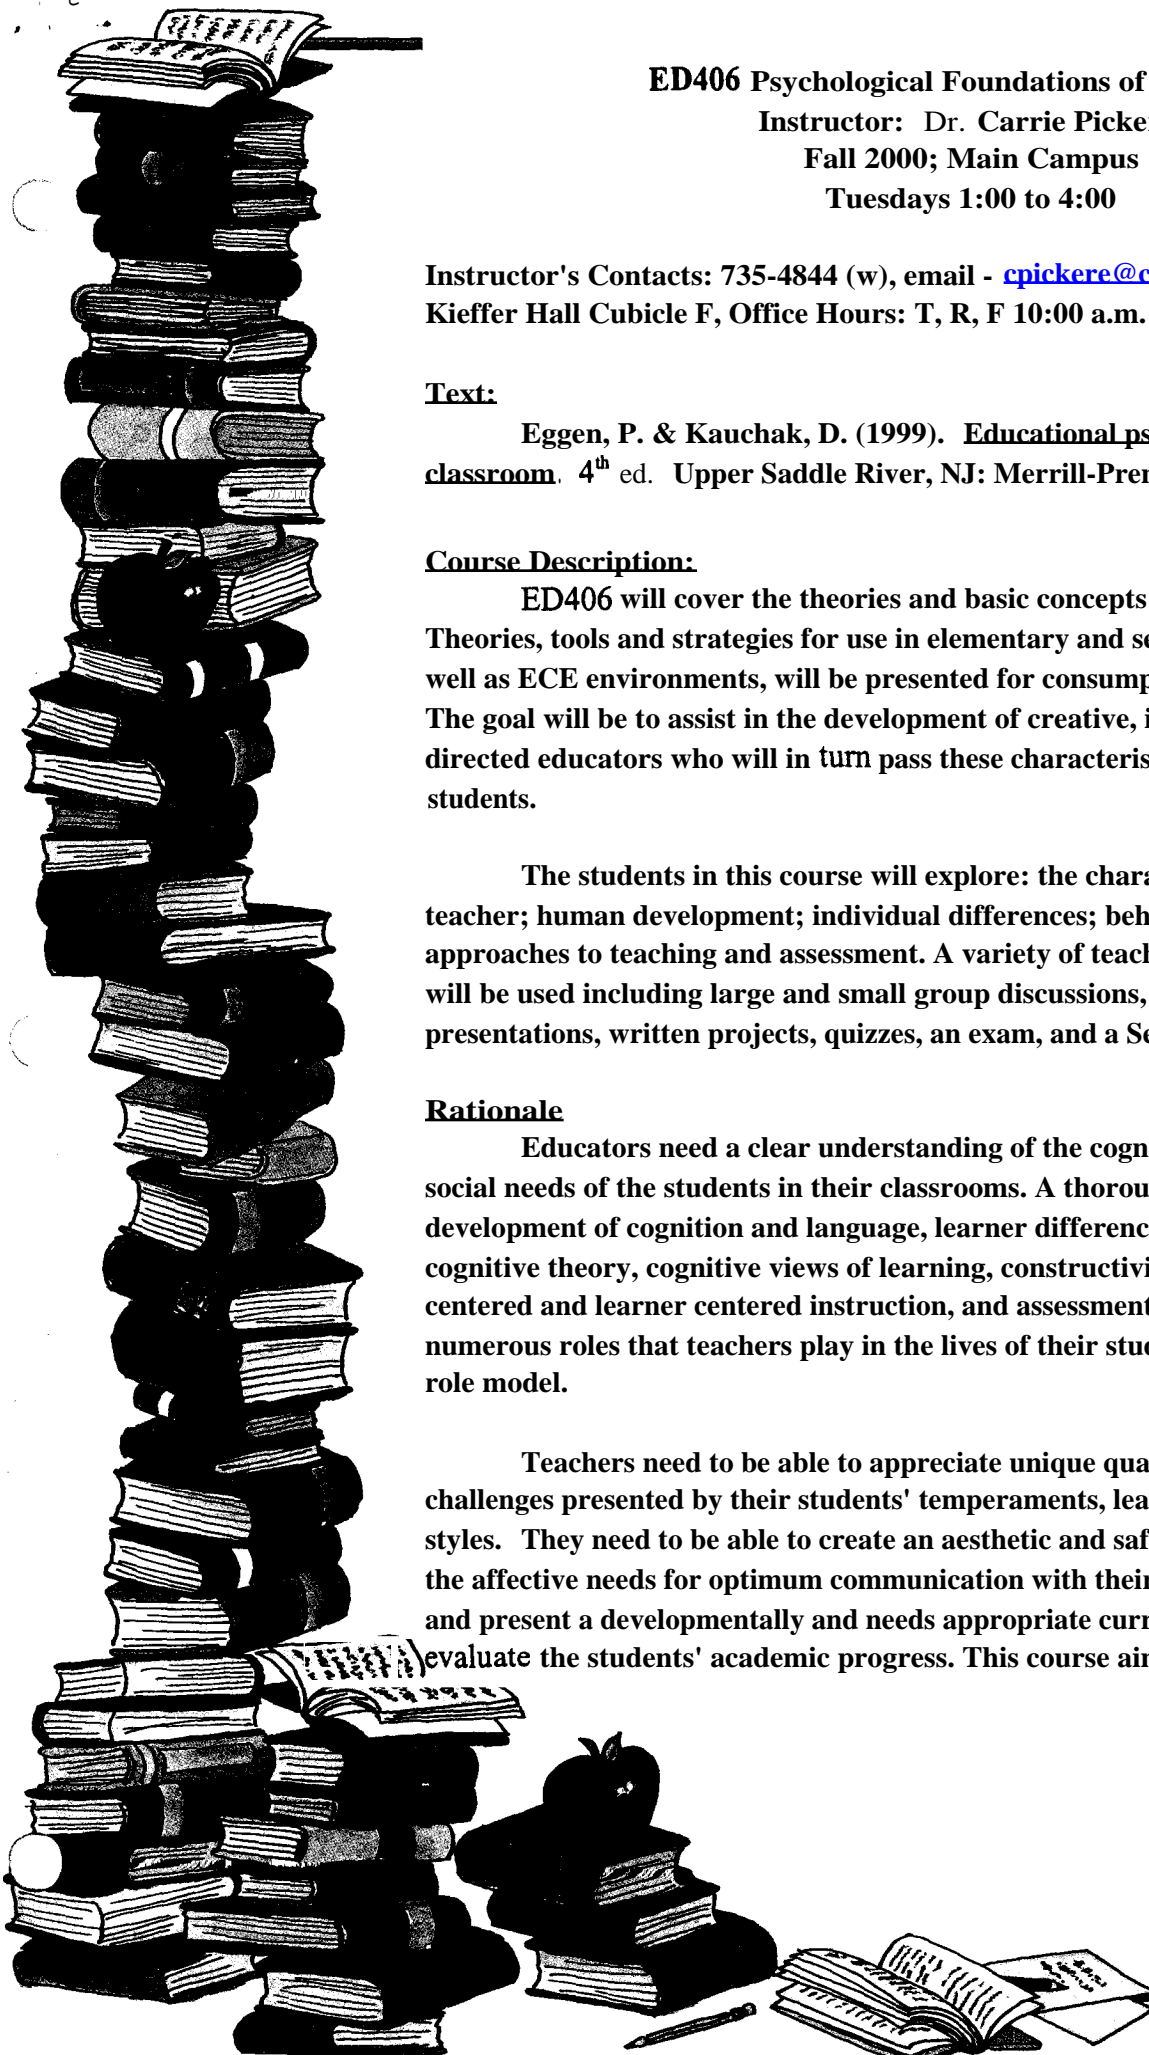 ED406 Psychological Foundations of
Instructor: Dr. Carrie Picke
Fall 2000; Main Campus
Tuesdays 1:00 to 4:00
Instructor's Contacts: 735-4844 (w), email - cpickere@c
Kieffer Hall Cubicle F, Office Hours: T, R, F 10:00 a.m.
Text:
Eggen, P. & Kauchak, D. (1999). Educational ps
classroom. 4th ed. Upper Saddle River, NJ: Merrill-Pren
Course Description:
ED406 will cover the theories and basic concepts
Theories, tools and strategies for use in elementary and se
well as ECE environments, will be presented for consump
The goal will be to assist in the development of creative, i
directed educators who will in turn pass these characteris
students.
The students in this course will explore: the chara
teacher; human development; individual differences; beh
approaches to teaching and assessment. A variety of teach
will be used including large and small group discussions,
presentations, written projects, quizzes, an exam, and a Se
Rationale
Educators need a clear understanding of the cogn
social needs of the students in their classrooms. A thorou
development of cognition and language, learner differenc
cognitive theory, cognitive views of learning, constructivi
centered and learner centered instruction, and assessment
numerous roles that teachers play in the lives of their stud
role model.
Teachers need to be able to appreciate unique qua
challenges presented by their students' temperaments, lea
styles. They need to be able to create an aesthetic and saf
the affective needs for optimum communication with their
and present a developmentally and needs appropriate curr
evaluate the students' academic progress. This course aim